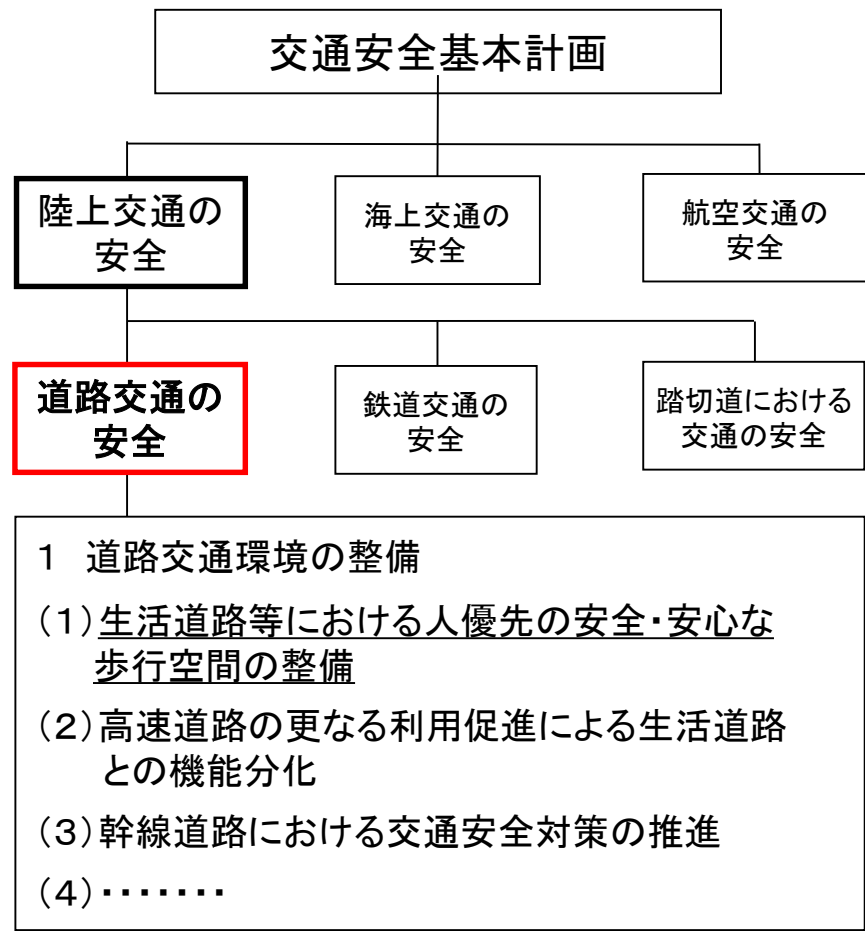 交通安全基本計画
陸上交通の
安全
海上交通の
安全
航空交通の
安全
道路交通の
安全
鉄道交通の
安全
踏切道における
交通の安全
１　道路交通環境の整備
(１)生活道路等における人優先の安全・安心な
歩行空間の整備
(２)高速道路の更なる利用促進による生活道路
との機能分化
(３)幹線道路における交通安全対策の推進
(４)・・・・・・・